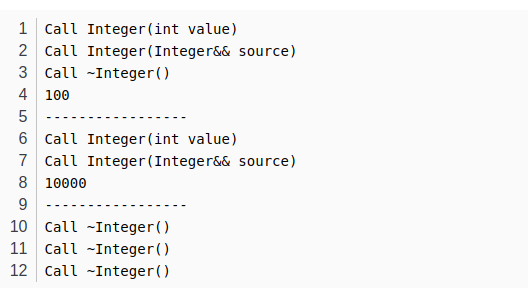 1 Call Integer(int value)
2 Call Integer(Integer&& source)
3 Call ~Integer()
4 100
5 -----------------
6 Call Integer(int value)
7 Call Integer(Integer&& source)
8 10000
9 -----------------
10 Call ~Integer()
11 Call ~Integer()
12 Call ~Integer()